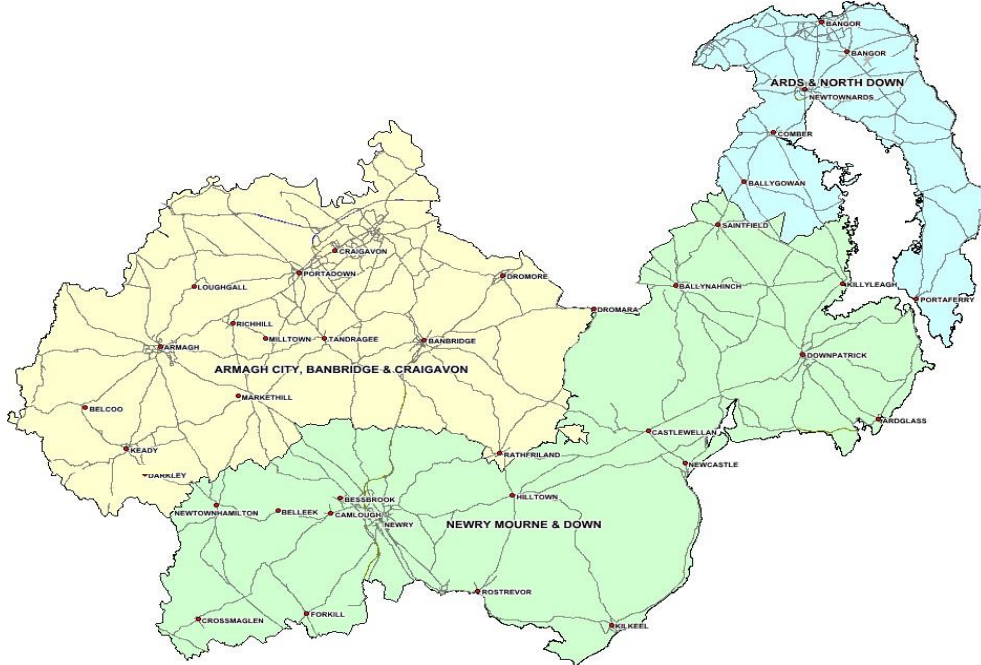 BANGOR
BANGOR
ARDS & NORTH DOWN
NEWTOWNARDS
COMBER
BALLYGOWAN
SAINTFIELD
CRAIGAVON
PORTADOWN
DROMORE
LOUGHGALL
BALLYNAHINCH
KILLYLEAGH
PORTAFERRY
DROMARA
RICHHILL
MILLTOWN
TANDRAGEE
BANBRIDGE
ARMAGH
DOWNPATRICK
ARMAGH CITY, BANBRIDGE & CRAIGAVON
MARKETHILL
BELCOO
ARDGLASS
CASTLEWELLAN
KEADY
RATHFRILAND
NEWCASTLE
DARKLEY
BESSBROOK
HILLTOWN
NEWTOWNHAMILTON
BELLEEK
CAMLOUGH
NEWRY
NEWRY MOURNE & DOWN
ROSTREVOR
FORKILL
CROSSMAGLEN
KILKEEL